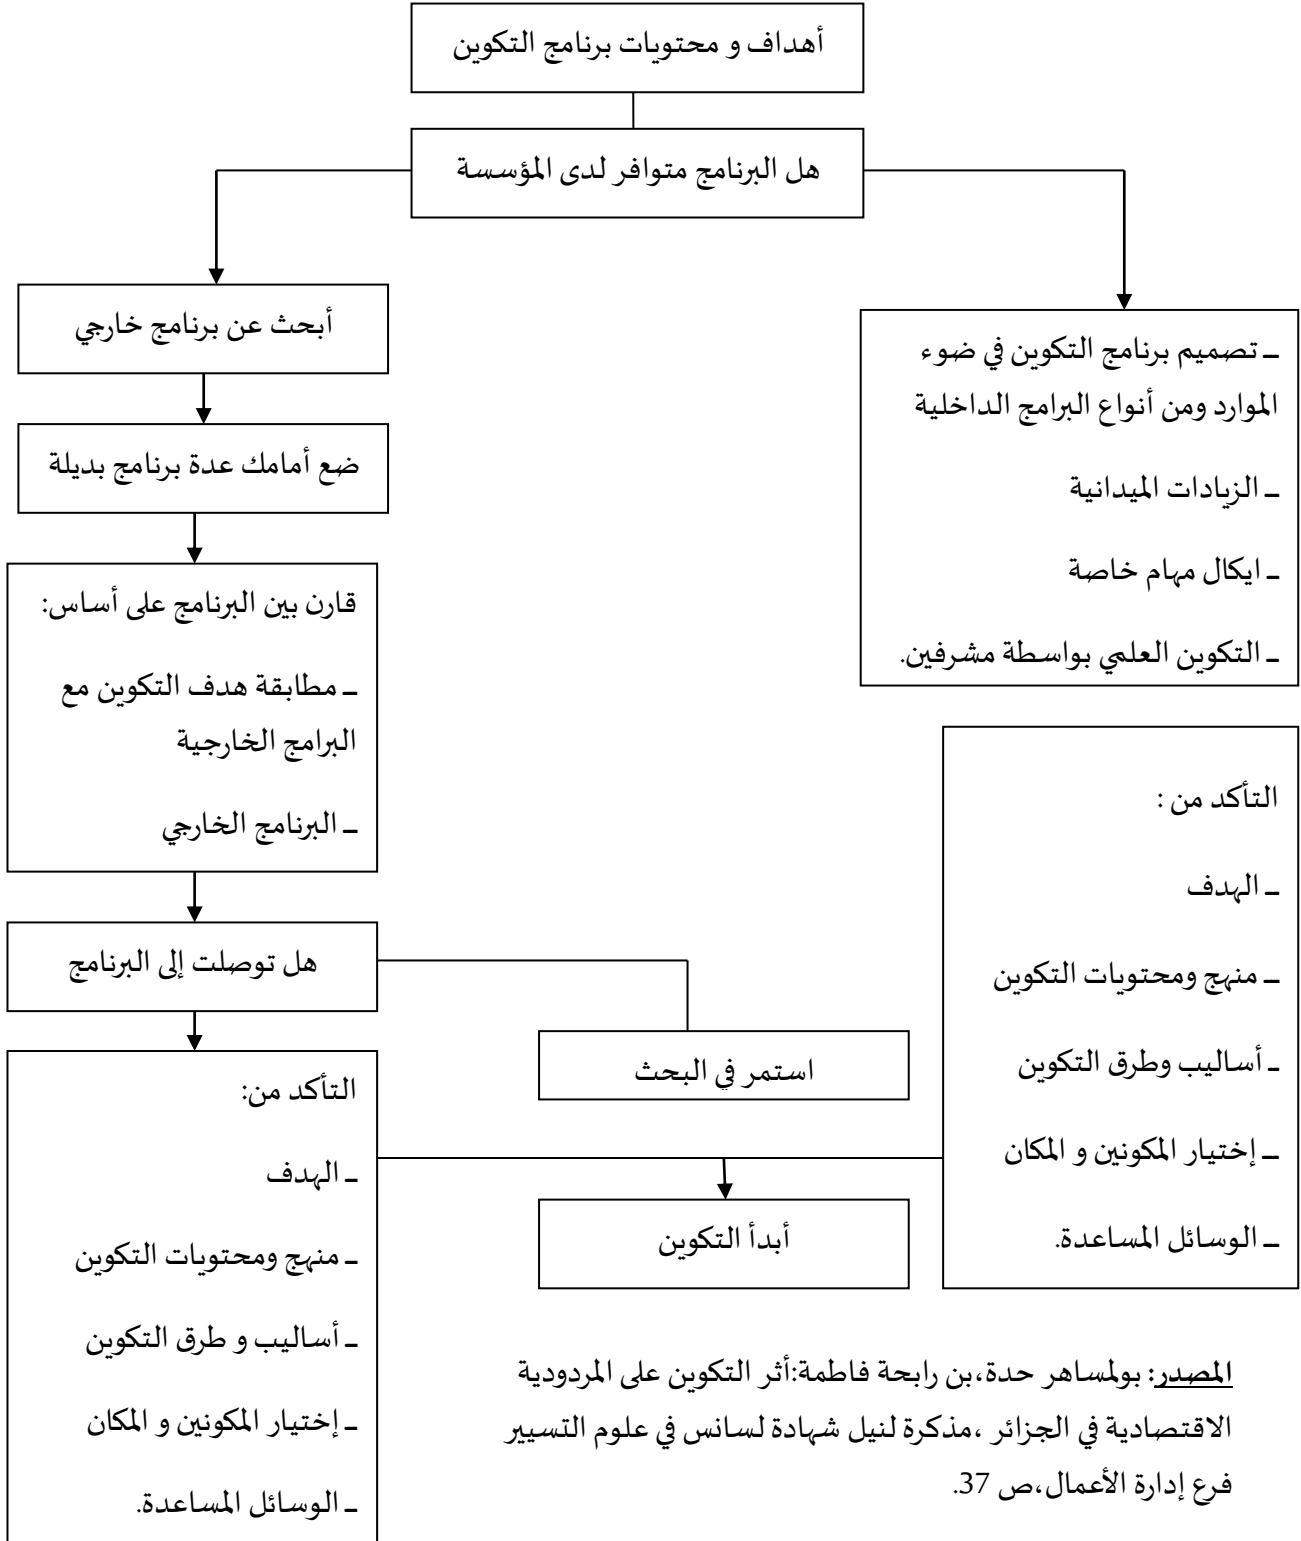 أهداف و محتويات برنامج التكوين
هل البرنامج متوافر لدى المؤسسة
ـ تصميم برنامج التكوين في ضوء
الموارد ومن أنواع البرامج الداخلية
ـ الزيادات الميدانية
ـ ايكال مهام خاصة
ـ التكوين العلمي بواسطة مشرفين.
أبحث عن برنامج خارجي
ضع أمامك عدة برنامج بديلة
قارن بين البرنامج على أساس:
ـ مطابقة هدف التكوين مع
البرامج الخارجية
ـ البرنامج الخارجي
هل توصلت إلى البرنامج
استمر في البحث
التأكد من :
ـ الهدف
ـ منهج ومحتويات التكوين
ـ أساليب وطرق التكوين
ـ إختيار المكونين و المكان
ـ الوسائل المساعدة.
التأكد من:
ـ الهدف
ـ منهج ومحتويات التكوين
ـ أساليب و طرق التكوين
ـ إختيار المكونين و المكان
ـ الوسائل المساعدة.
أبدأ التكوين
المصدر: بولمساهر حدة،بن رابحة فاطمة:أثر التكوين على المردودية
الاقتصادية في الجزائر ،مذكرة لنيل شهادة لسانس في علوم التسيير
فرع إدارة الأعمال،ص 37.